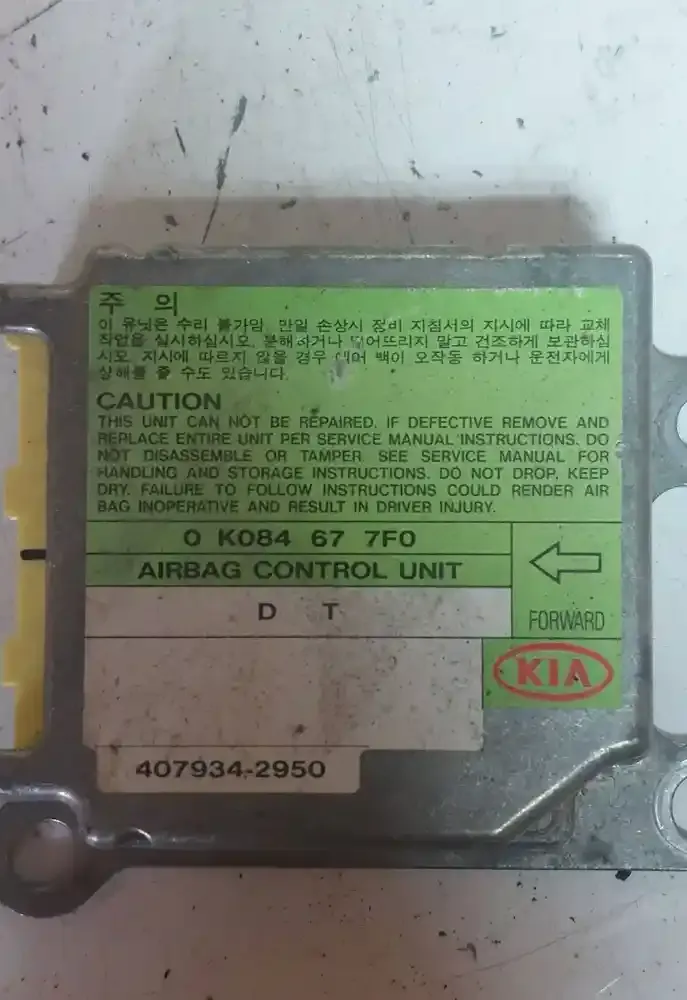 주 의
이 유닛은 수리 불가임. 만일 손상시 정비 지침서의 지시에 따라 교체
작업을 실시하십시오. 분해하거나 떨어뜨리지 말고 건조하게 보관하십
시오. 지시에 따르지 않을 경우 에어 백이 오작동 하거나 운전자에게
상해를 줄 수도 있습니다.
CAUTION
THIS UNIT CAN NOT BE REPAIRED. IF DEFECTIVE REMOVE AND
REPLACE ENTIRE UNIT PER SERVICE MANUAL INSTRUCTIONS. DO
NOT DISASSEMBLE OR TAMPER SEE SERVICE MANUAL FOR
HANDLING AND STORAGE INSTRUCTIONS. DO NOT DROP. KEEP
DRY. FAILURE TO FOLLOW INSTRUCTIONS COULD RENDER AIR
BAG INOPERATIVE AND RESULT IN DRIVER INJURY.
0 K084 67 7F0
AIRBAG CONTROL UNIT
D T
FORWARD
KIA
407934-2950